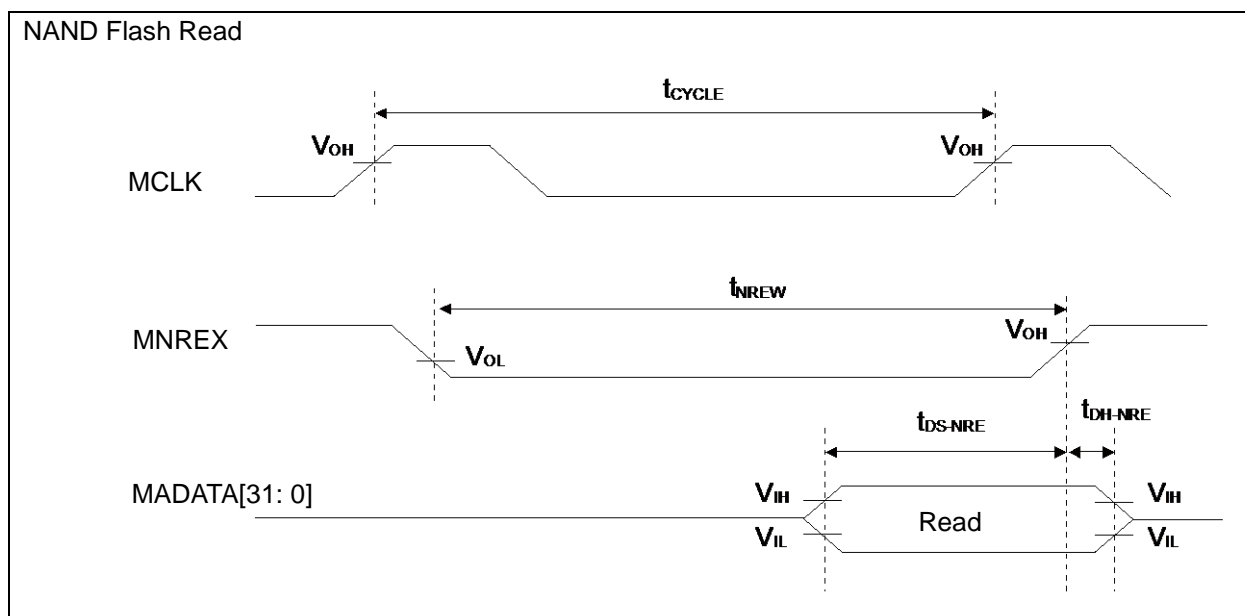 NAND Flash Read
tCYCLE
VOH VOH
MCLK
tNREW
MNREX VOL VOH
tDS-NRE tDH-NRE
MADATA[31: 0] VIH Read VIH
VIL VIL